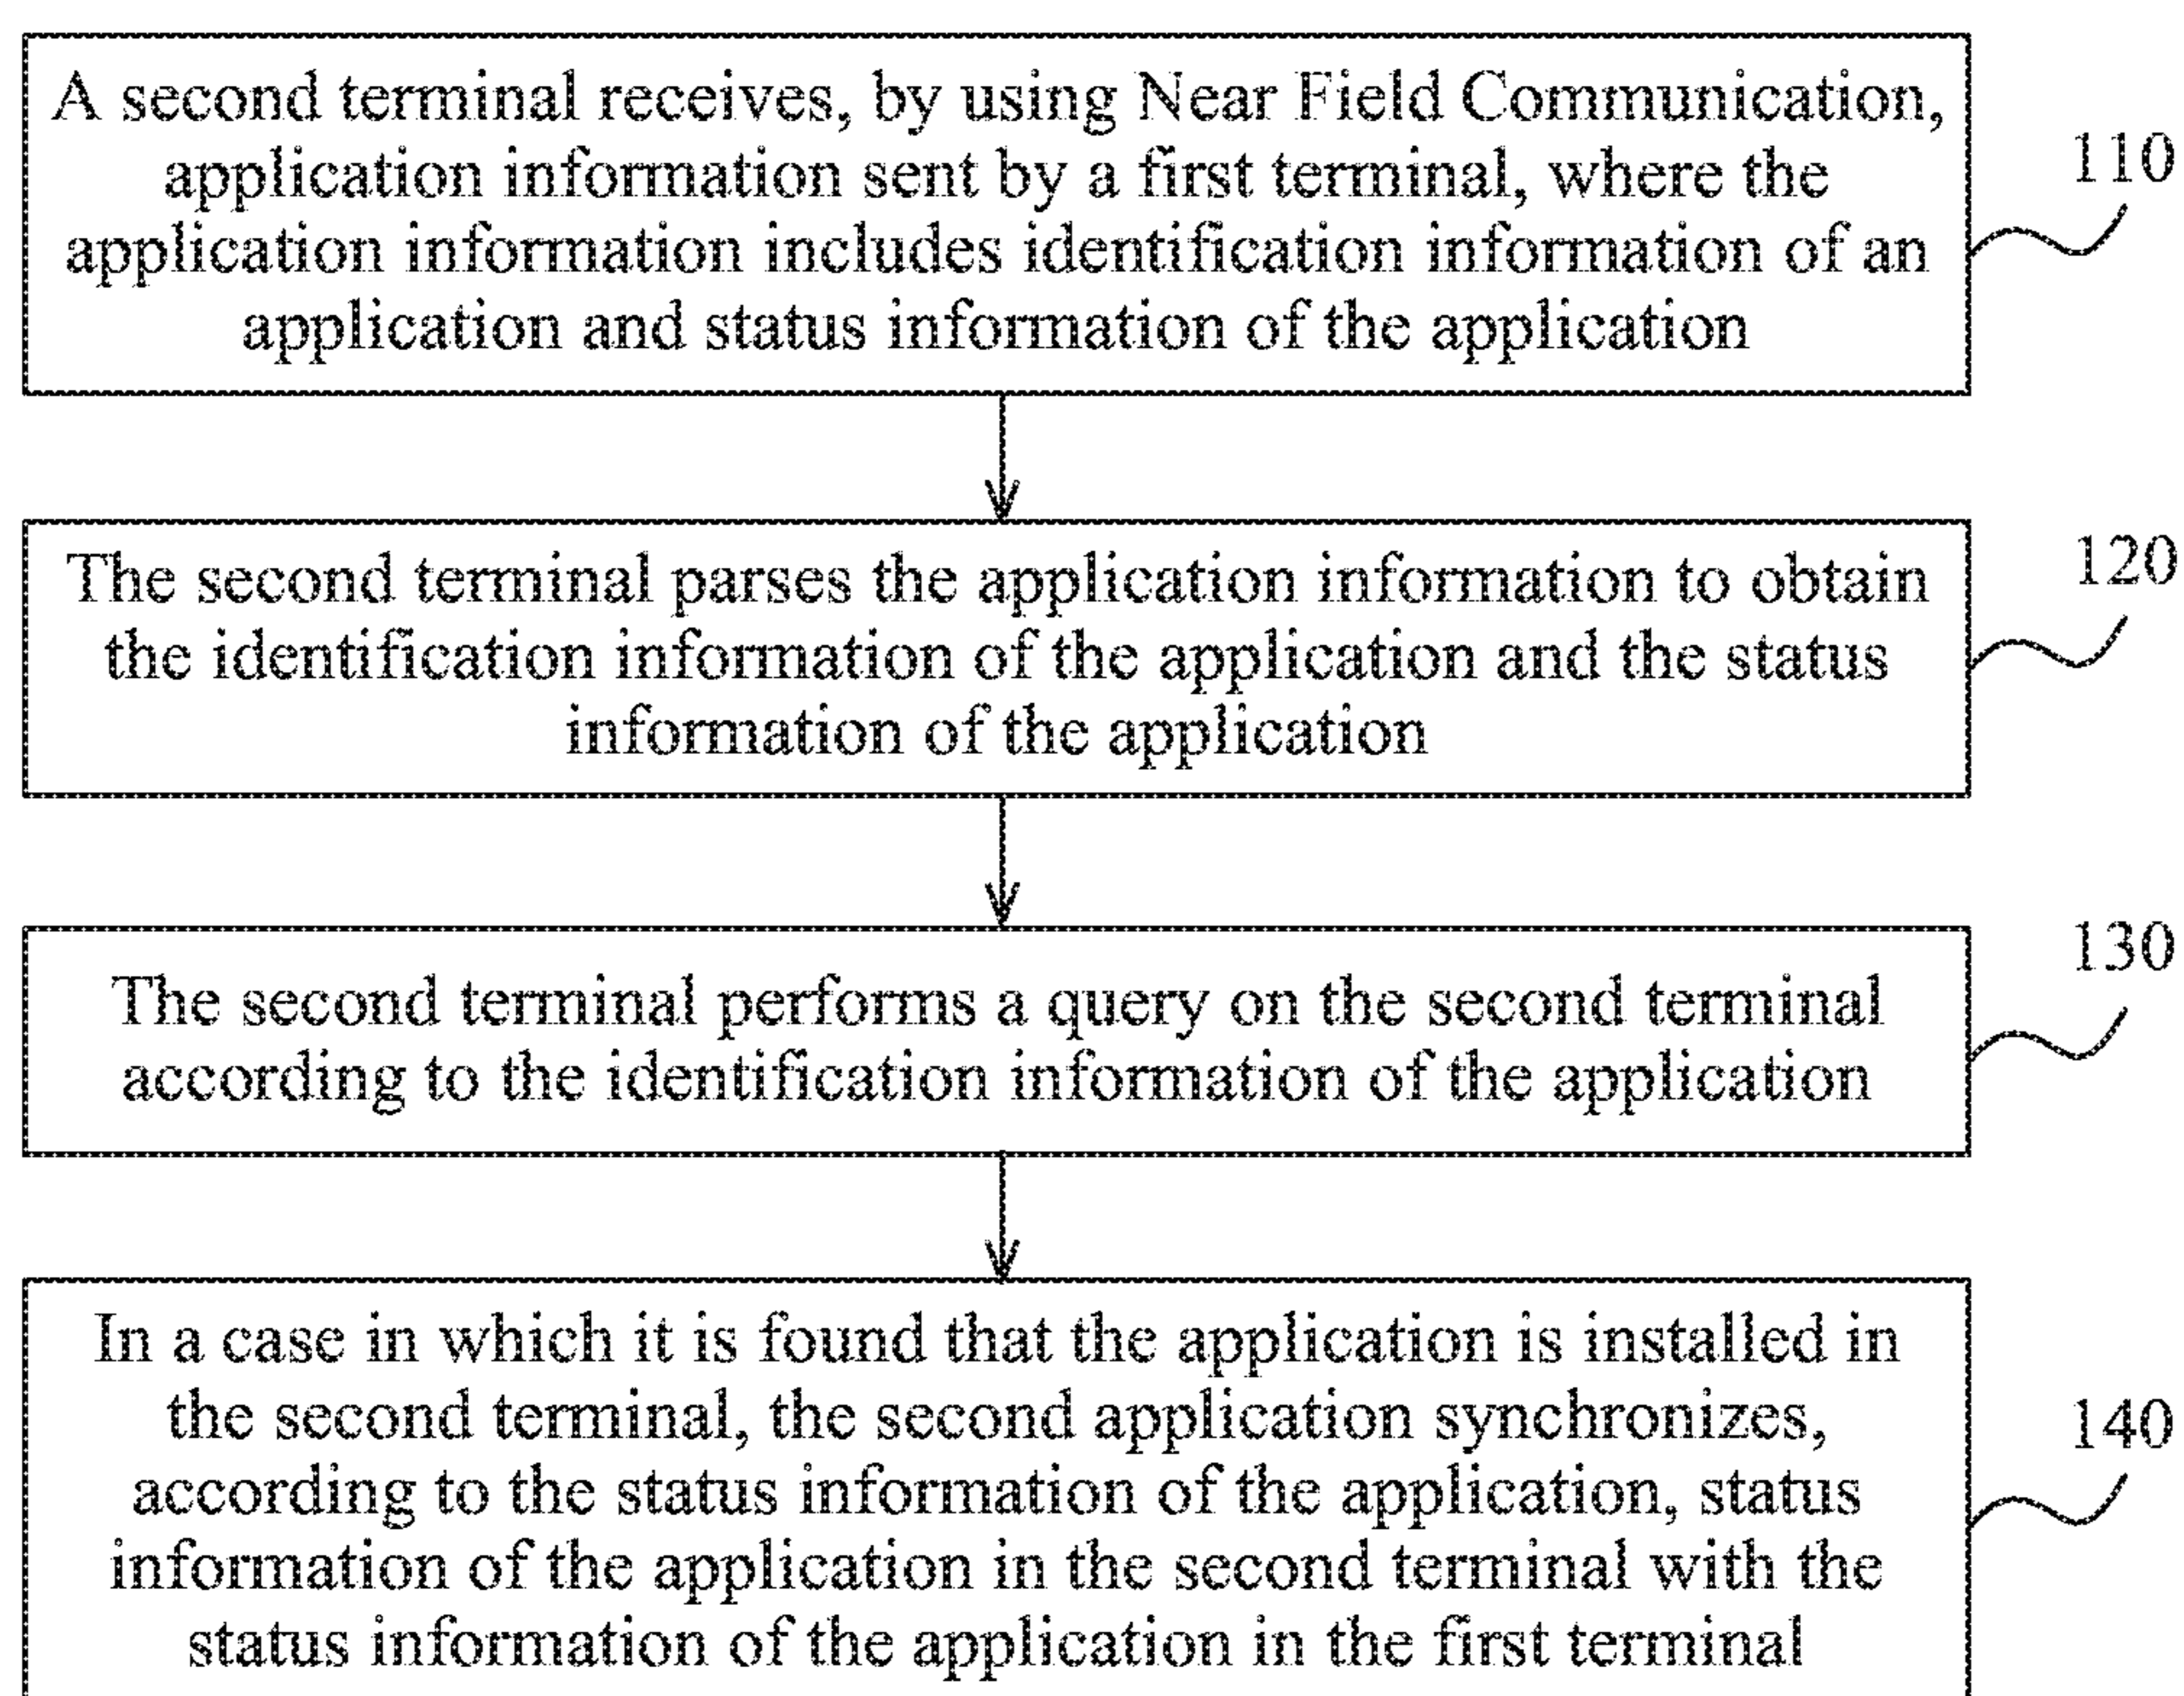 A second terminal receives, by using Near Field Communication,
application information sent by a first terminal, where the
application information includes identification information of an
application and status information of the application
110
The second terminal parses the application information to obtain
the identification information of the application and the status
information of the application
120
The second terminal performs a query on the second terminal
according to the identification information of the application
130
In a case in which it is found that the application is installed in
the second terminal, the second application synchronizes,
according to the status information of the application, status
information of the application in the second terminal with the
status information of the application in the first terminal
140